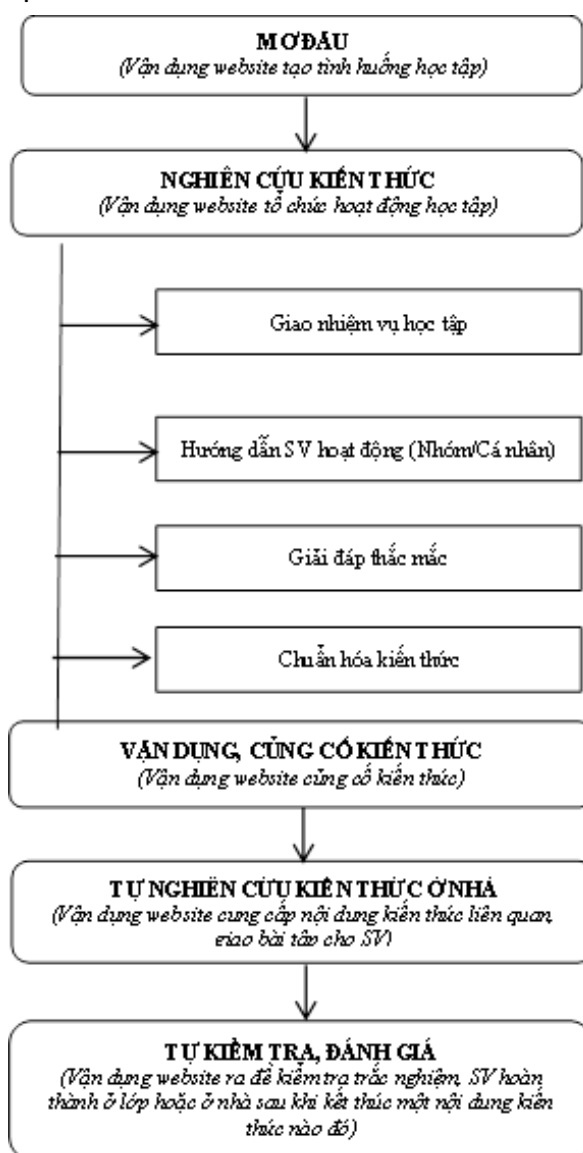 MỞ ĐẦU
(Vận dụng website tạo tình huống học tập)
NGHIÊN CỨU KIẾN THỨC
(Vận dụng website tổ chức hoạt động học tập)
Giao nhiệm vụ học tập
Hướng dẫn SV hoạt động (Nhóm/Cá nhân)
Giải đáp thắc mắc
Chuẩn hóa kiến thức
VẬN DỤNG, CỦNG CỐ KIẾN THỨC
(Vận dụng website củng cố kiến thức)
TỰ NGHIÊN CỨU KIẾN THỨC Ở NHÀ
(Vận dụng website cung cấp nội dung kiến thức liên quan,
giao bài tập cho SV)
TỰ KIỂM TRA, ĐÁNH GIÁ
(Vận dụng website ra đề kiểm tra trắc nghiệm, SV hoàn
thành ở lớp hoặc ở nhà sau khi kết thúc một nội dung kiến
thức nào đó)